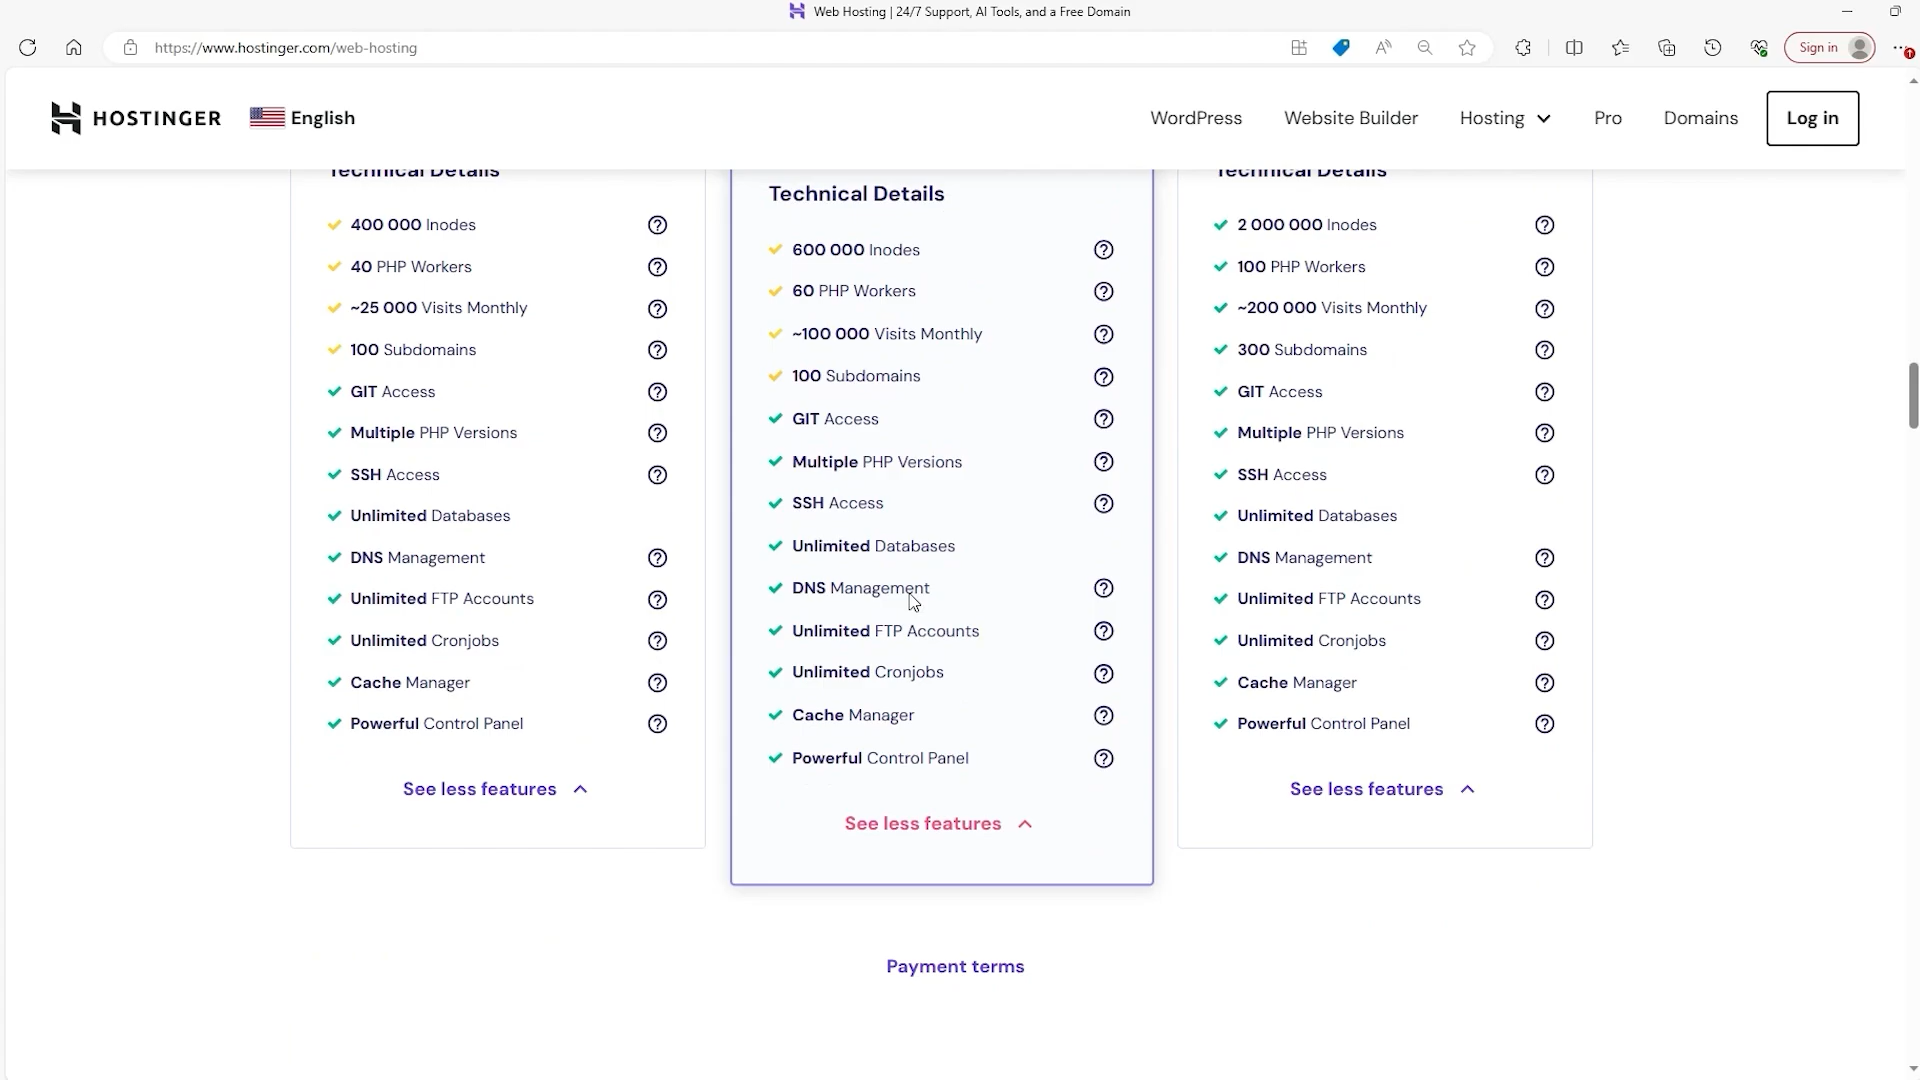 Web Hosting | 24/7 Support, AI Tools, and a Free Domain
https://www.hostinger.com/web-hosting
Sign in
HOSTINGER
English
WordPress
Website Builder
Hosting
Pro
Domains
Log in
Technical Details
400 000 Inodes
40 PHP Workers
~25 000 Visits Monthly
100 Subdomains
GIT Access
Multiple PHP Versions
SSH Access
Unlimited Databases
DNS Management
Unlimited FTP Accounts
Unlimited Cronjobs
Cache Manager
Powerful Control Panel
See less features
Technical Details
600 000 Inodes
60 PHP Workers
~100 000 Visits Monthly
100 Subdomains
GIT Access
Multiple PHP Versions
SSH Access
Unlimited Databases
DNS Management
Unlimited FTP Accounts
Unlimited Cronjobs
Cache Manager
Powerful Control Panel
See less features
Technical Details
2 000 000 Inodes
100 PHP Workers
~200 000 Visits Monthly
300 Subdomains
GIT Access
Multiple PHP Versions
SSH Access
Unlimited Databases
DNS Management
Unlimited FTP Accounts
Unlimited Cronjobs
Cache Manager
Powerful Control Panel
See less features
Payment terms